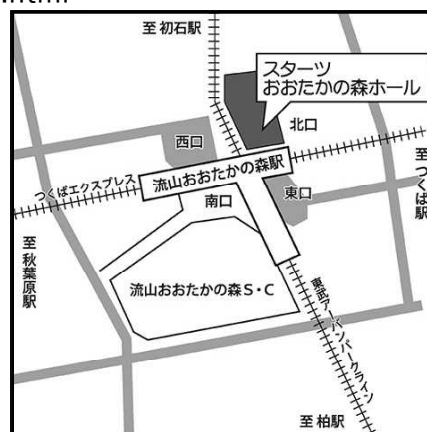 至 初石駅
スターツ
おおたかの森ホール
北口
西口
流山おおたかの森駅
つくばエクスプレス
東口
至つくば駅
南口
至秋葉原駅
流山おおたかの森S・C
東武アーバンパークライン
至 柏駅